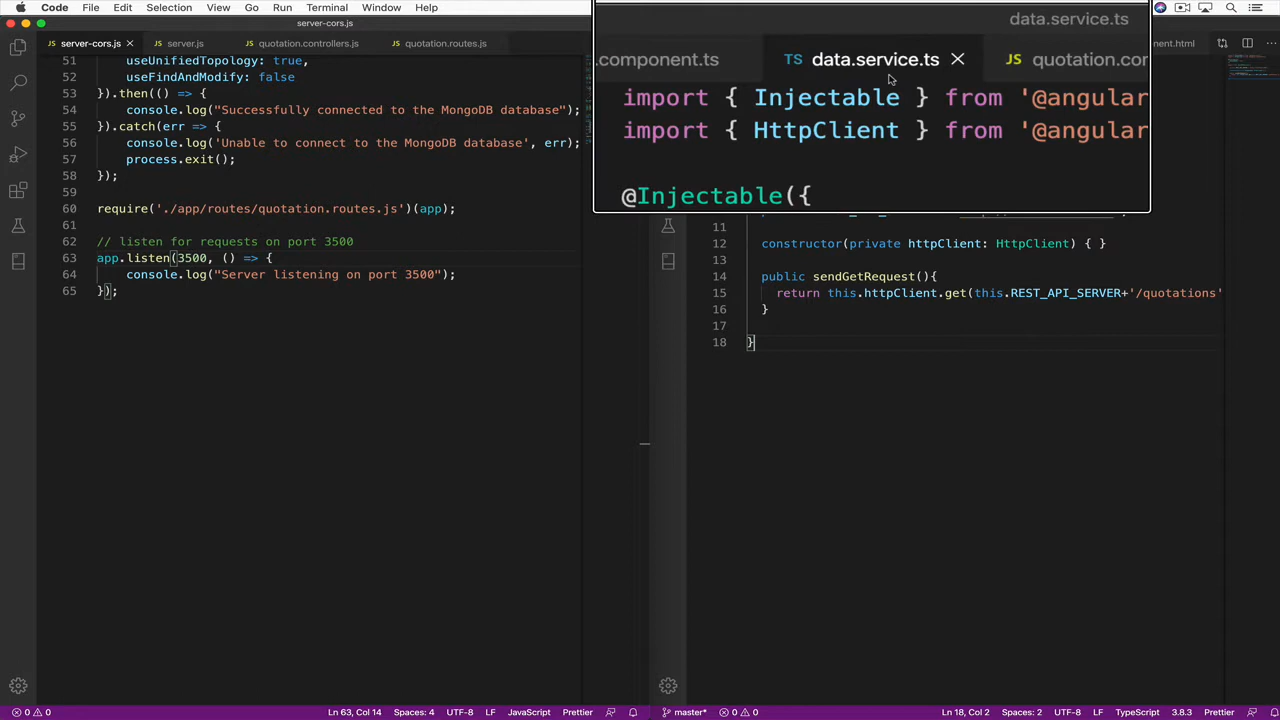 Code File Edit Selection View Go Run Terminal Window Help
server-cors.js
server-cors.js server.js quotation.controllers.js quotation.routes.js
51 useUnifiedTopology: true,
52 useFindAndModify: false
53 }).then(() => {
54 console.log("Successfully connected to the MongoDB database");
55 }).catch(err => {
56 console.log('Unable to connect to the MongoDB database', err);
57 process.exit();
58 });
59
60 require('./app/routes/quotation.routes.js')(app);
61
62 // listen for requests on port 3500
63 app.listen(3500, () => {
64 console.log("Server listening on port 3500");
65 });
data.service.ts
.component.ts TS data.service.ts JS quotation.cor
nent.html
import { Injectable } from '@angular
import { HttpClient } from '@angular
@Injectable({
11
12 constructor(private httpClient: HttpClient) { }
13
14 public sendGetRequest(){
15 return this.httpClient.get(this.REST_API_SERVER+'/quotations'
16 }
17
18 }
0 0 Ln 63, Col 14 Spaces: 4 UTF-8 LF JavaScript Prettier
master* 0 0 Ln 18, Col 2 Spaces: 2 UTF-8 LF TypeScript 3.8.3 Prettier